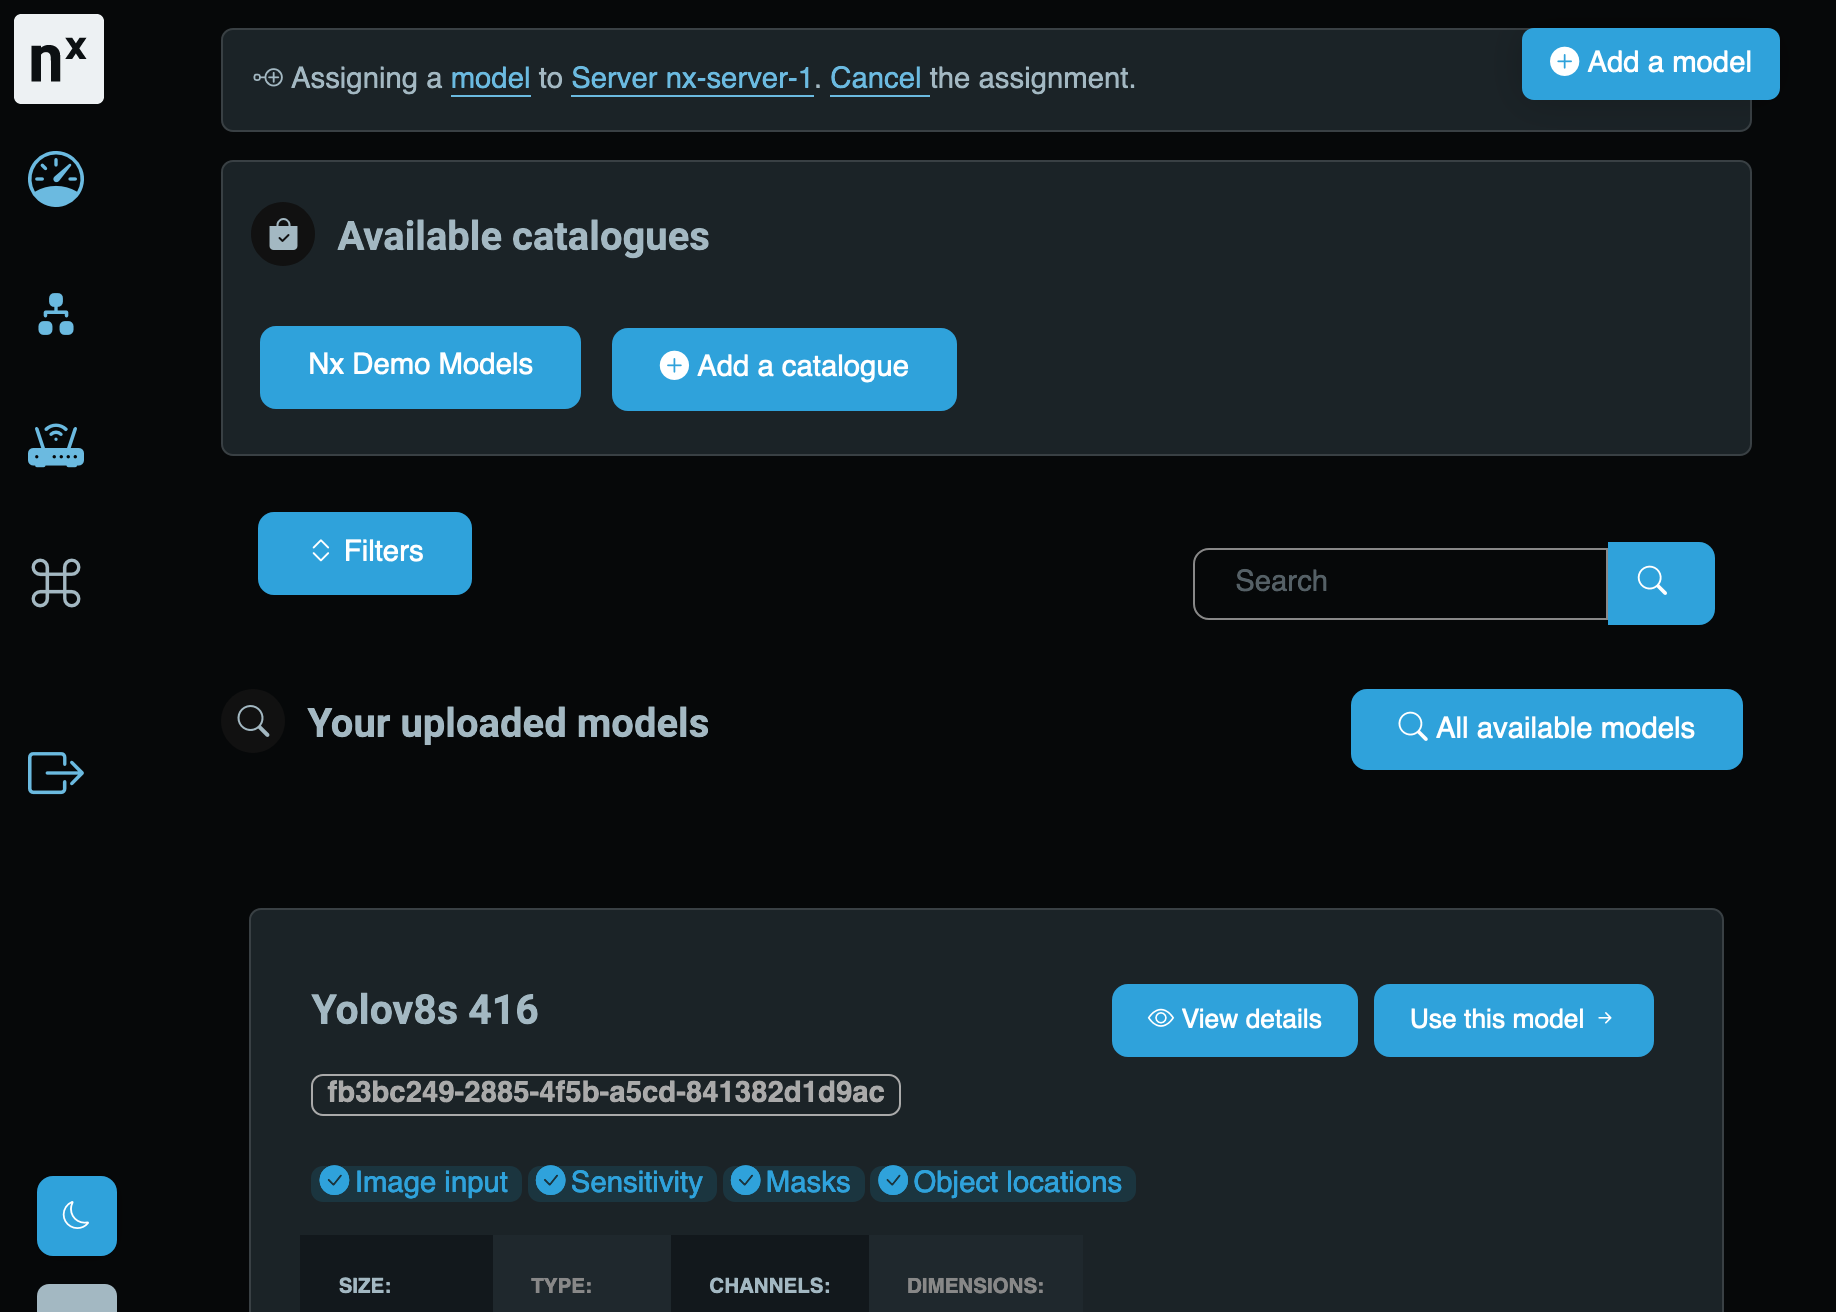 nx
Assigning a model to Server nx-server-1. Cancel the assignment.
Add a model
Available catalogues
Nx Demo Models
Add a catalogue
Filters
Search
Your uploaded models
All available models
Yolov8s 416
View details
Use this model
fb3bc249-2885-4f5b-a5cd-841382d1d9ac
Image input Sensitivity Masks Object locations
SIZE: TYPE: CHANNELS: DIMENSIONS: